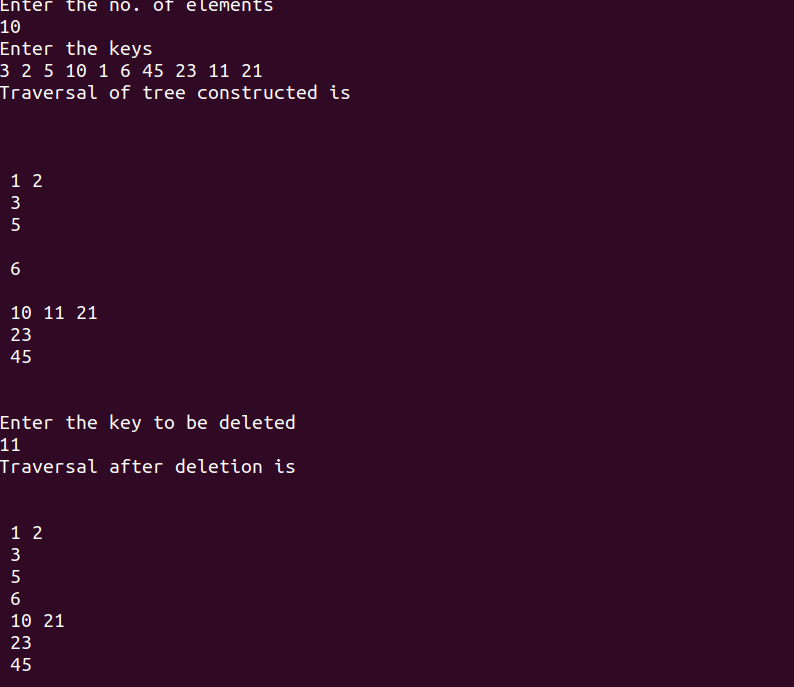 Enter the no. of elements
10
Enter the keys
3 2 5 10 1 6 45 23 11 21
Traversal of tree constructed is
1 2
3
5
6
10 11 21
23
45
Enter the key to be deleted
11
Traversal after deletion is
1 2
3
5
6
10 21
23
45